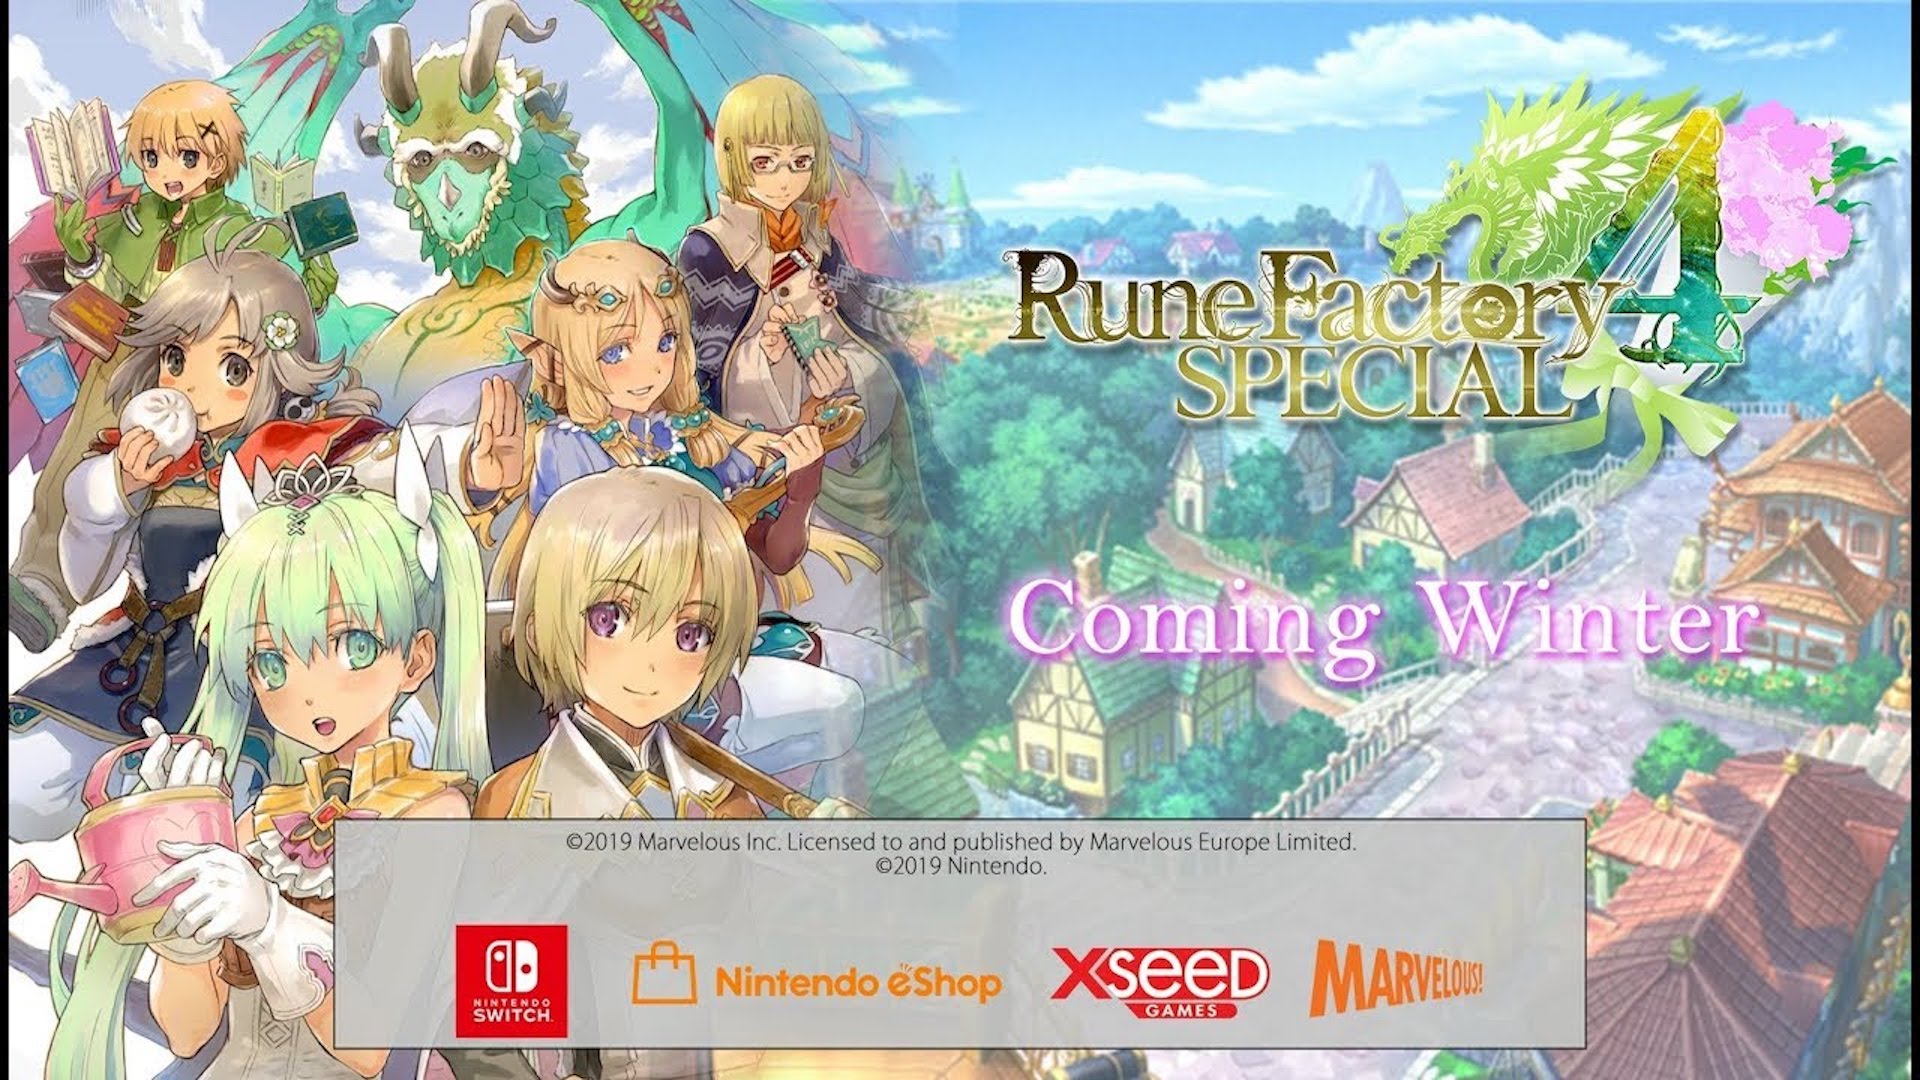 Rune Factory 4
SPECIAL
Coming Winter
©2019 Marvelous Inc. Licensed to and published by Marvelous Europe Limited.
©2019 Nintendo.
NINTENDO
SWITCH.
Nintendo eShop
XSEED
GAMES
MARVELOUS!